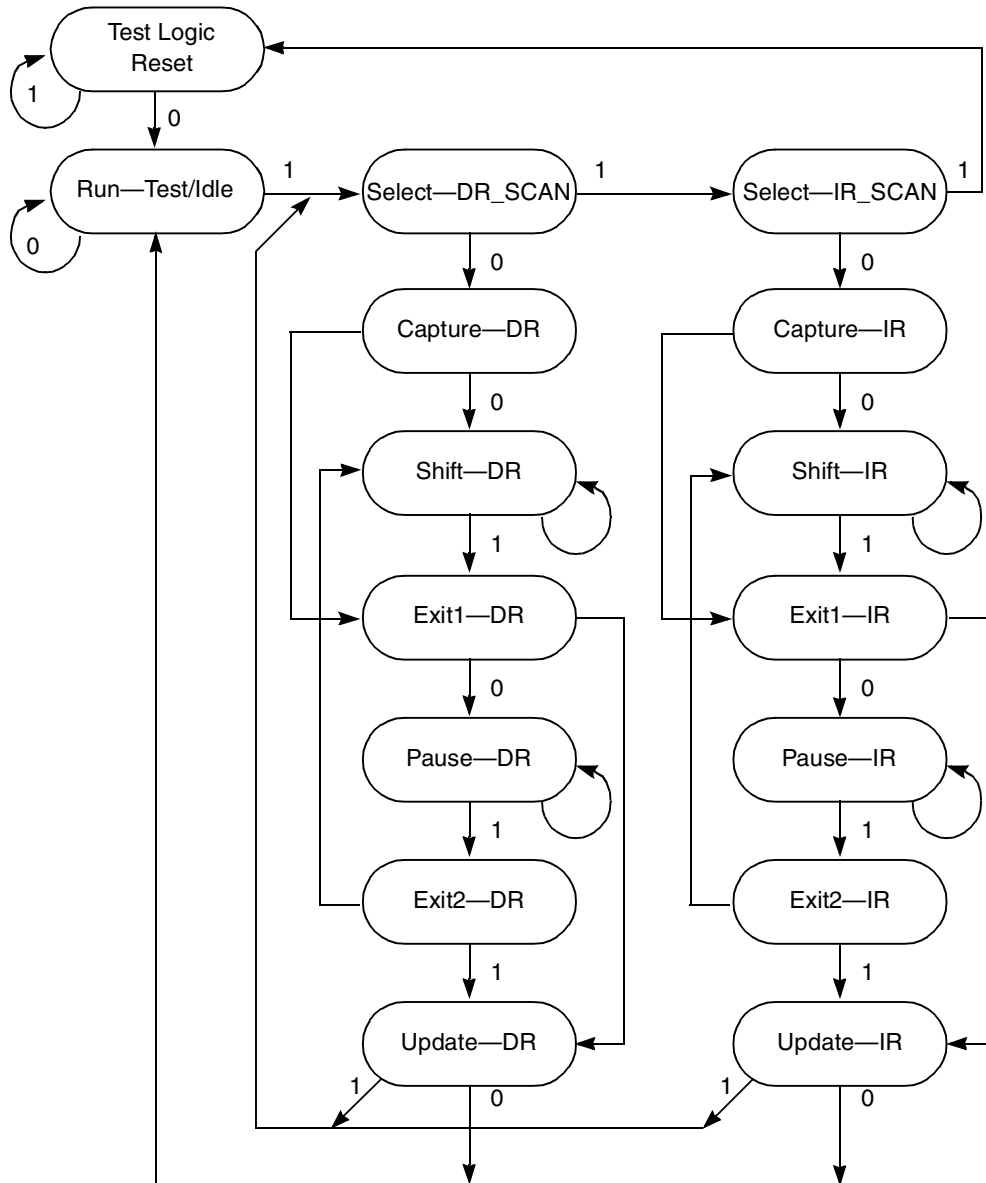 Test Logic
Reset
1
0
Run—Test/Idle
1
Select—DR_SCAN
1
Select—IR_SCAN
1
0
0
0
Capture—DR
Capture—IR
0
0
Shift—DR
Shift—IR
1
1
Exit1—DR
Exit1—IR
0
0
Pause—DR
Pause—IR
1
1
Exit2—DR
Exit2—IR
1
1
Update—DR
Update—IR
1
0
1
0